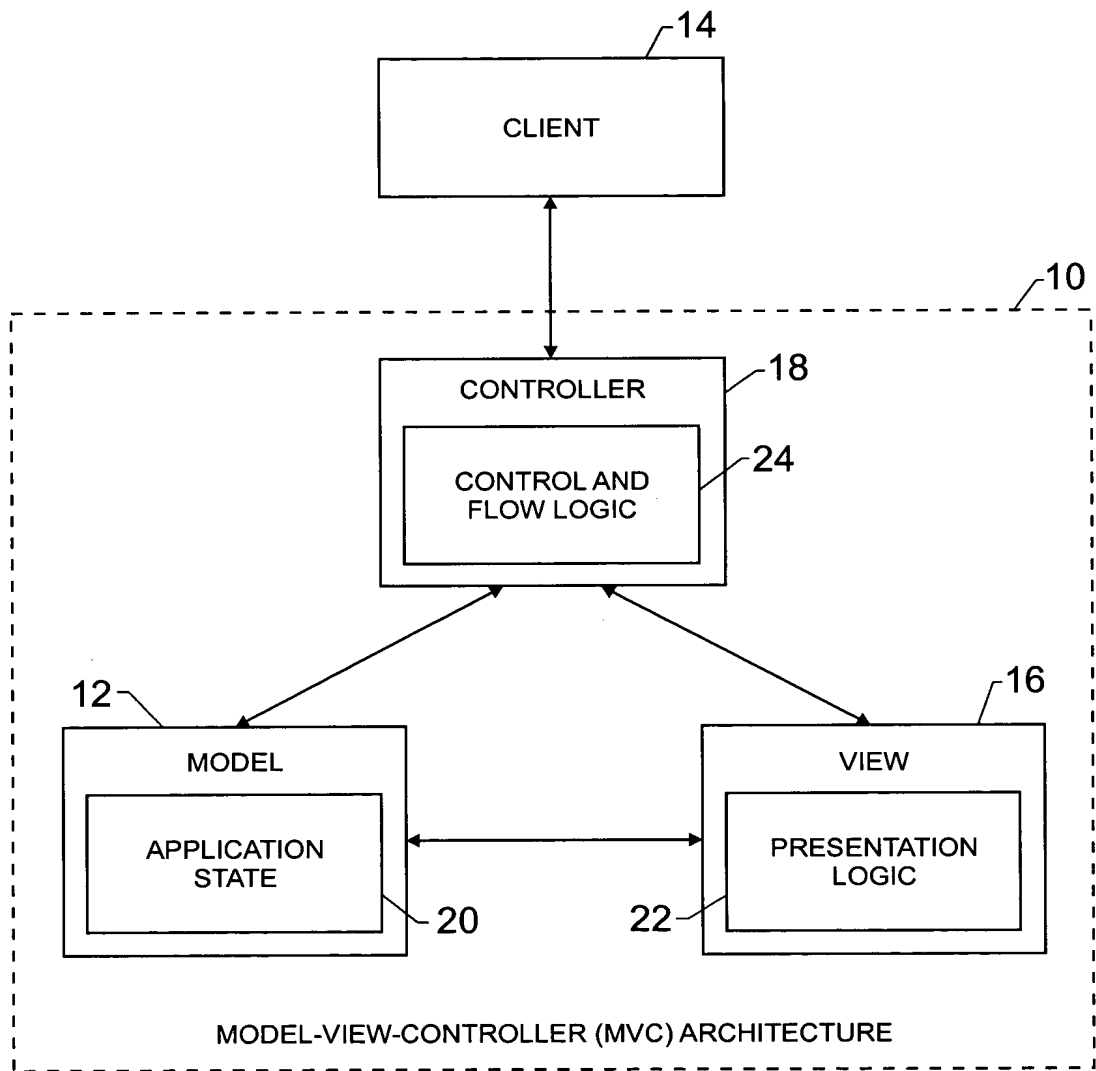 14
CLIENT
10
18
CONTROLLER
24
CONTROL AND
FLOW LOGIC
12
16
MODEL
VIEW
APPLICATION
STATE
PRESENTATION
LOGIC
20
22
MODEL-VIEW-CONTROLLER (MVC) ARCHITECTURE